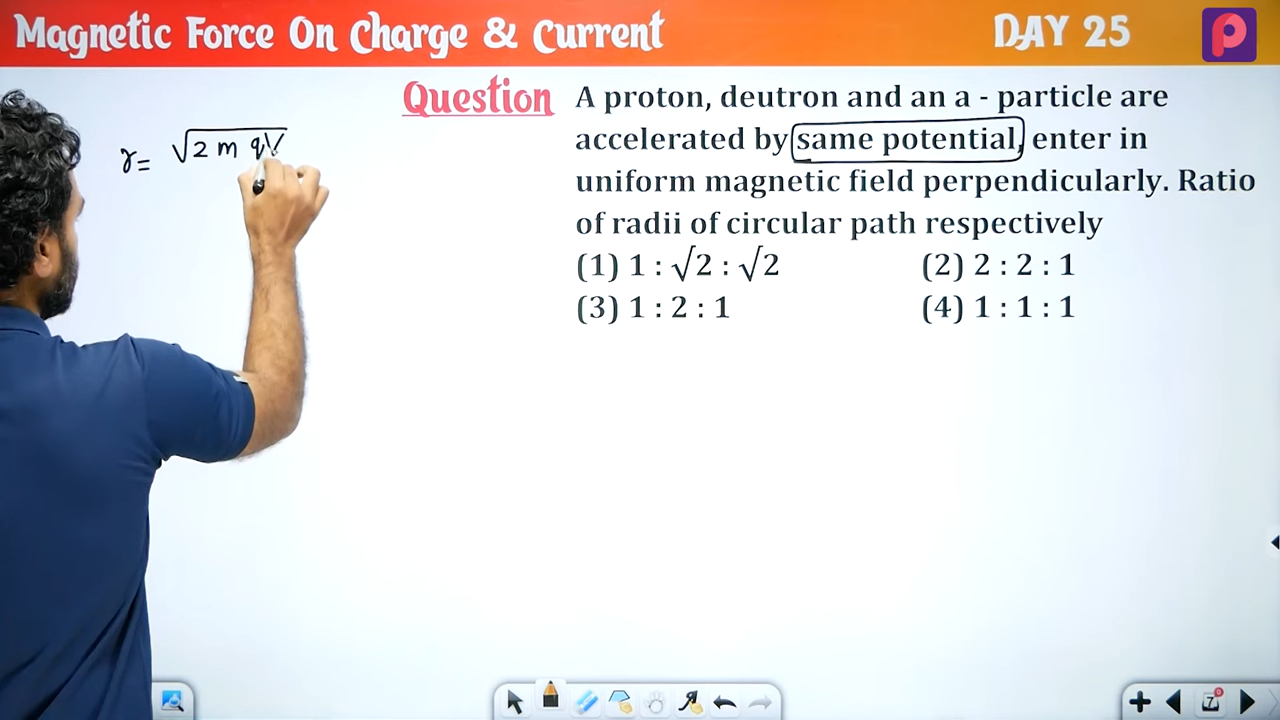 Magnetic Force On Charge & Current
DAY 25
Question
A proton, deutron and an a - particle are
accelerated by same potential, enter in
uniform magnetic field perpendicularly. Ratio
of radii of circular path respectively
(1) 1 : √2 : √2
(2) 2 : 2 : 1
(3) 1 : 2 : 1
(4) 1 : 1 : 1
r = √2 m qV